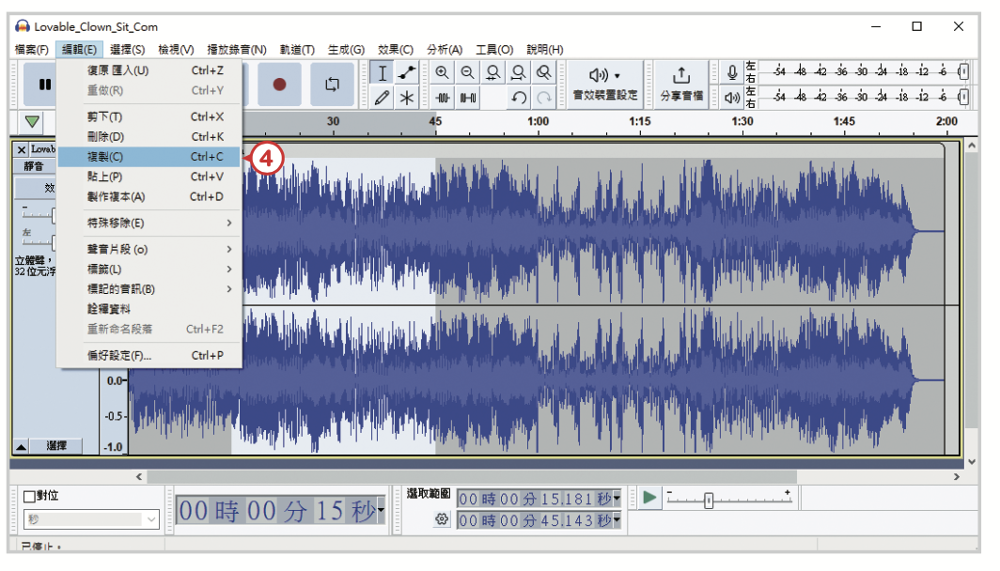 Lovable_Clown_Sit_Com
檔案(F) 編輯(E) 選擇(S) 檢視(V) 播放錄音(N) 軌道(T) 生成(G) 效果(C) 分析(A) 工具(O) 說明(H)
復原 匯入(U) Ctrl+Z
重做(R) Ctrl+Y
剪下(T) Ctrl+X
刪除(D) Ctrl+K
複製(C) Ctrl+C
貼上(P) Ctrl+V
製作複本(A) Ctrl+D
特殊移除(E)
聲音片段 (o)
標籤(L)
標記的音訊(B)
詮釋資料
重新命名段落 Ctrl+F2
偏好設定(F)... Ctrl+P
4
音效裝置設定
分享音檔
左 -54 -48 -42 -36 -30 -24 -18 -12 -6 0
右
左 -54 -48 -42 -36 -30 -24 -18 -12 -6 0
右
30 45 1:00 1:15 1:30 1:45 2:00
× Lovab
靜音
效
左
立體聲，
32 位元浮
0.0
-0.5
-1.0
選擇
對位
秒
00 時 00 分 15 秒
選取範圍
00 時 00 分 15.181 秒
00 時 00 分 45.143 秒
已停止。